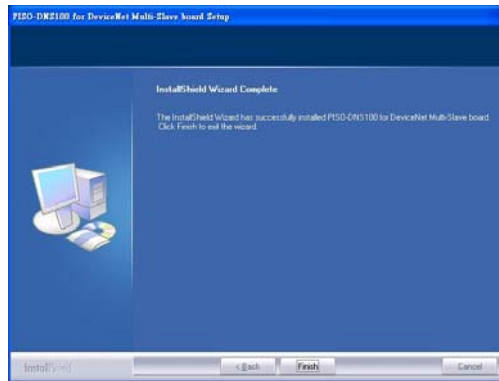 PISO-DNS100 for DeviceNet Multi-Slave board Setup
InstallShield Wizard Complete
The InstallShield Wizard has successfully installed PISO-DNS100 for DeviceNet Multi-Slave board.
Click Finish to exit the wizard.
InstallShield
< Back
Finish
Cancel